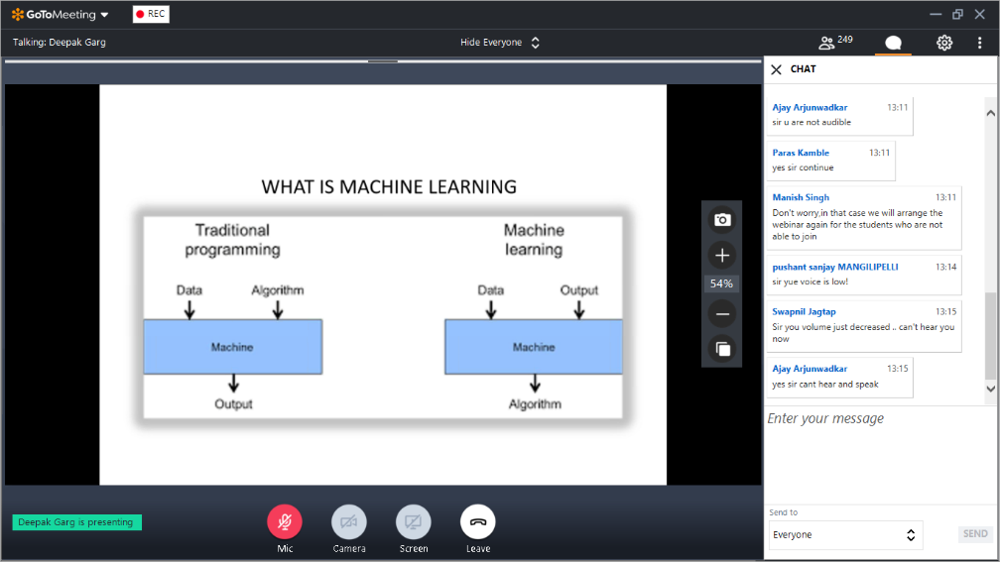 GoToMeeting
REC
Talking: Deepak Garg
Hide Everyone
249
WHAT IS MACHINE LEARNING
Traditional
programming
Data
Algorithm
Machine
Output
Machine
learning
Data
Output
Machine
Algorithm
54%
Deepak Garg is presenting
Mic
Camera
Screen
Leave
CHAT
Ajay Arjunwadkar 13:11
sir u are not audible
Paras Kamble 13:11
yes sir continue
Manish Singh 13:11
Don't worry,in that case we will arrange the
webinar again for the students who are not
able to join
pushant sanjay MANGILIPELLI 13:14
sir yue voice is low!
Swapnil Jagtap 13:15
Sir you volume just decreased .. can't hear you
now
Ajay Arjunwadkar 13:15
yes sir cant hear and speak
Enter your message
Send to
Everyone
SEND